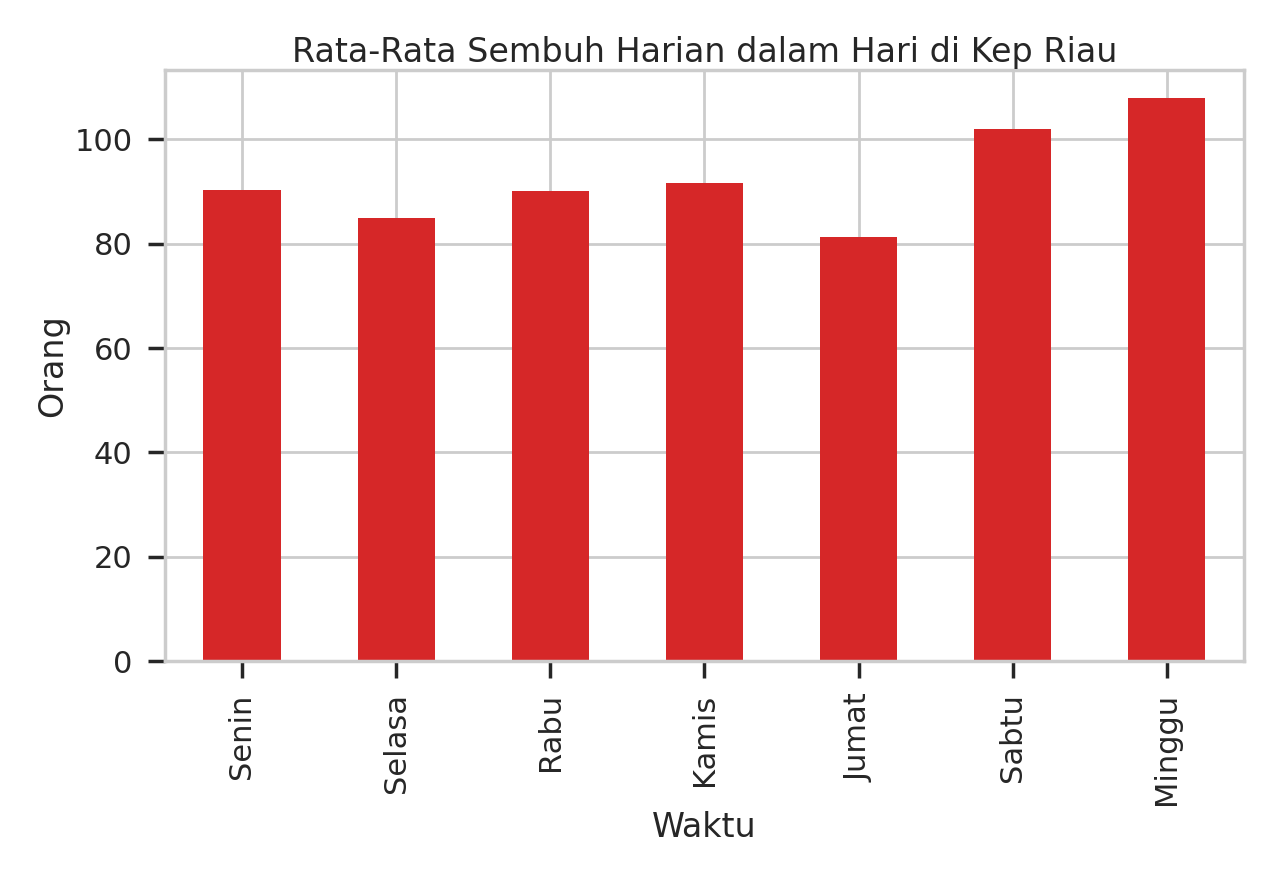 Rata-Rata Sembuh Harian dalam Hari di Kep Riau
Orang
100
80
60
40
20
0
Senin
Selasa
Rabu
Kamis
Jumat
Sabtu
Minggu
Waktu